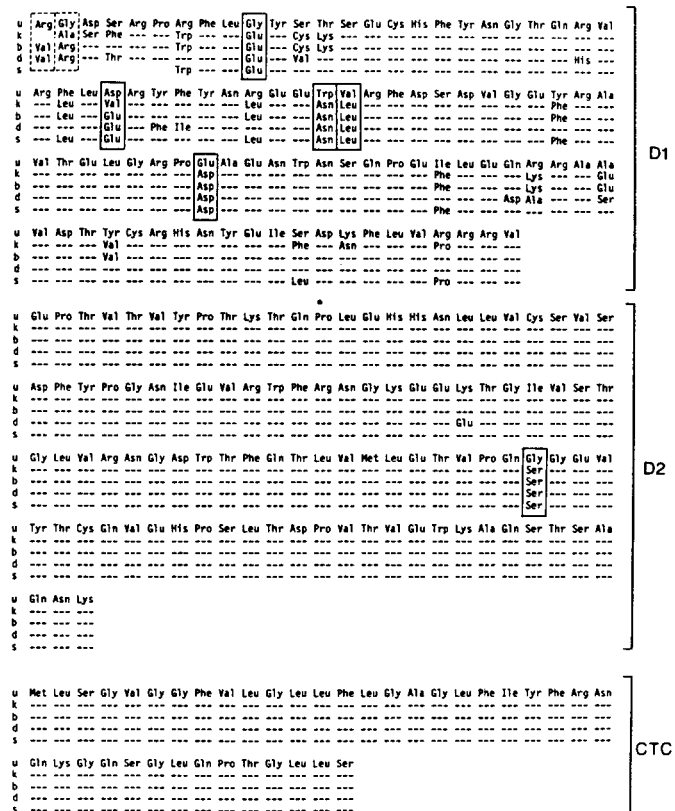 u Arg Gly Asp Ser Arg Pro Arg Phe Leu Gly Tyr Ser Thr Ser Glu Cys His Phe Tyr Asn Gly Thr Gln Arg Val
k Ala Ser Phe --- --- Trp --- --- Glu --- Cys Lys --- --- --- --- --- --- --- --- --- --- --- ---
b Val Arg --- --- --- --- Trp --- --- Glu --- Cys Lys --- --- --- --- --- --- --- --- --- --- --- ---
d Val Arg --- Thr --- --- --- --- --- Glu --- Val --- --- --- --- --- --- --- --- --- --- --- His ---
s Trp --- --- Glu --- --- --- --- --- --- --- --- --- --- --- --- --- --- ---
u Arg Phe Leu Asp Arg Tyr Phe Tyr Asn Arg Glu Glu Trp Val Arg Phe Asp Ser Asp Val Gly Glu Tyr Arg Ala
k --- Leu --- Val --- --- --- --- --- Leu --- --- Asn Leu --- --- --- --- --- --- --- --- Phe --- ---
b --- Leu --- Glu --- --- --- --- --- Leu --- --- Asn Leu --- --- --- --- --- --- --- --- Phe --- ---
d --- --- --- Glu --- Phe Ile --- --- --- --- --- Asn Leu --- --- --- --- --- --- --- --- --- --- ---
s --- Leu --- Glu --- --- --- --- --- Leu --- --- Asn Leu --- --- --- --- --- --- --- --- Phe --- ---
D1
u Val Thr Glu Leu Gly Arg Pro Glu Ala Glu Asn Trp Asn Ser Gln Pro Glu Ile Leu Glu Gln Arg Arg Ala Ala
k --- --- --- --- --- --- --- Asp --- --- --- --- --- --- --- --- --- Phe --- --- --- Lys --- --- Glu
b --- --- --- --- --- --- --- Asp --- --- --- --- --- --- --- --- --- Phe --- --- --- Lys --- --- Glu
d --- --- --- --- --- --- --- Asp --- --- --- --- --- --- --- --- --- --- --- --- Asp Ala --- --- Ser
s --- --- --- --- --- --- --- Asp --- --- --- --- --- --- --- --- --- Phe --- --- --- --- --- --- ---
u Val Asp Thr Tyr Cys Arg His Asn Tyr Glu Ile Ser Asp Lys Phe Leu Val Arg Arg Arg Val
k --- --- --- Val --- --- --- --- --- --- --- Phe --- Asn --- --- --- Pro --- --- ---
b --- --- --- Val --- --- --- --- --- --- --- --- --- --- --- --- --- --- --- --- ---
d --- --- --- --- --- --- --- --- --- --- --- --- --- --- --- --- --- --- --- --- ---
s --- --- --- --- --- --- --- --- --- --- --- Leu --- --- --- --- --- Pro --- --- ---
u Glu Pro Thr Val Thr Val Tyr Pro Thr Lys Thr Gln Pro Leu Glu His His Asn Leu Leu Val Cys Ser Val Ser
k --- --- --- --- --- --- --- --- --- --- --- --- --- --- --- --- --- --- --- --- --- --- --- --- ---
b --- --- --- --- --- --- --- --- --- --- --- --- --- --- --- --- --- --- --- --- --- --- --- --- ---
d --- --- --- --- --- --- --- --- --- --- --- --- --- --- --- --- --- --- --- --- --- --- --- --- ---
s --- --- --- --- --- --- --- --- --- --- --- --- --- --- --- --- --- --- --- --- --- --- --- --- ---
u Asp Phe Tyr Pro Gly Asn Ile Glu Val Arg Trp Phe Arg Asn Gly Lys Glu Glu Lys Thr Gly Ile Val Ser Thr
k --- --- --- --- --- --- --- --- --- --- --- --- --- --- --- --- --- --- --- --- --- --- --- --- ---
b --- --- --- --- --- --- --- --- --- --- --- --- --- --- --- --- --- --- --- --- --- --- --- --- ---
d --- --- --- --- --- --- --- --- --- --- --- --- --- --- --- --- --- --- Glu --- --- --- --- --- ---
s --- --- --- --- --- --- --- --- --- --- --- --- --- --- --- --- --- --- --- --- --- --- --- --- ---
u Gly Leu Val Arg Asn Gly Asp Trp Thr Phe Gln Thr Leu Val Met Leu Glu Thr Val Pro Gln Gly Gly Glu Val
k --- --- --- --- --- --- --- --- --- --- --- --- --- --- --- --- --- --- --- --- --- Ser --- --- ---
b --- --- --- --- --- --- --- --- --- --- --- --- --- --- --- --- --- --- --- --- --- Ser --- --- ---
d --- --- --- --- --- --- --- --- --- --- --- --- --- --- --- --- --- --- --- --- --- Ser --- --- ---
s --- --- --- --- --- --- --- --- --- --- --- --- --- --- --- --- --- --- --- --- --- Ser --- --- ---
D2
u Tyr Thr Cys Gln Val Glu His Pro Ser Leu Thr Asp Pro Val Thr Val Glu Trp Lys Ala Gln Ser Thr Ser Ala
k --- --- --- --- --- --- --- --- --- --- --- --- --- --- --- --- --- --- --- --- --- --- --- --- ---
b --- --- --- --- --- --- --- --- --- --- --- --- --- --- --- --- --- --- --- --- --- --- --- --- ---
d --- --- --- --- --- --- --- --- --- --- --- --- --- --- --- --- --- --- --- --- --- --- --- --- ---
s --- --- --- --- --- --- --- --- --- --- --- --- --- --- --- --- --- --- --- --- --- --- --- --- ---
u Gln Asn Lys
k --- --- ---
b --- --- ---
d --- --- ---
s --- --- ---
u Met Leu Ser Gly Val Gly Gly Phe Val Leu Gly Leu Leu Phe Leu Gly Ala Gly Leu Phe Ile Tyr Phe Arg Asn
k --- --- --- --- --- --- --- --- --- --- --- --- --- --- --- --- --- --- --- --- --- --- --- --- ---
b --- --- --- --- --- --- --- --- --- --- --- --- --- --- --- --- --- --- --- --- --- --- --- --- ---
d --- --- --- --- --- --- --- --- --- --- --- --- --- --- --- --- --- --- --- --- --- --- --- --- ---
s --- --- --- --- --- --- --- --- --- --- --- --- --- --- --- --- --- --- --- --- --- --- --- --- ---
CTC
u Gln Lys Gly Gln Ser Gly Leu Gln Pro Thr Gly Leu Leu Ser
k --- --- --- --- --- --- --- --- --- --- --- --- --- ---
b --- --- --- --- --- --- --- --- --- --- --- --- --- ---
d --- --- --- --- --- --- --- --- --- --- --- --- --- ---
s --- --- --- --- --- --- --- --- --- --- --- --- --- ---